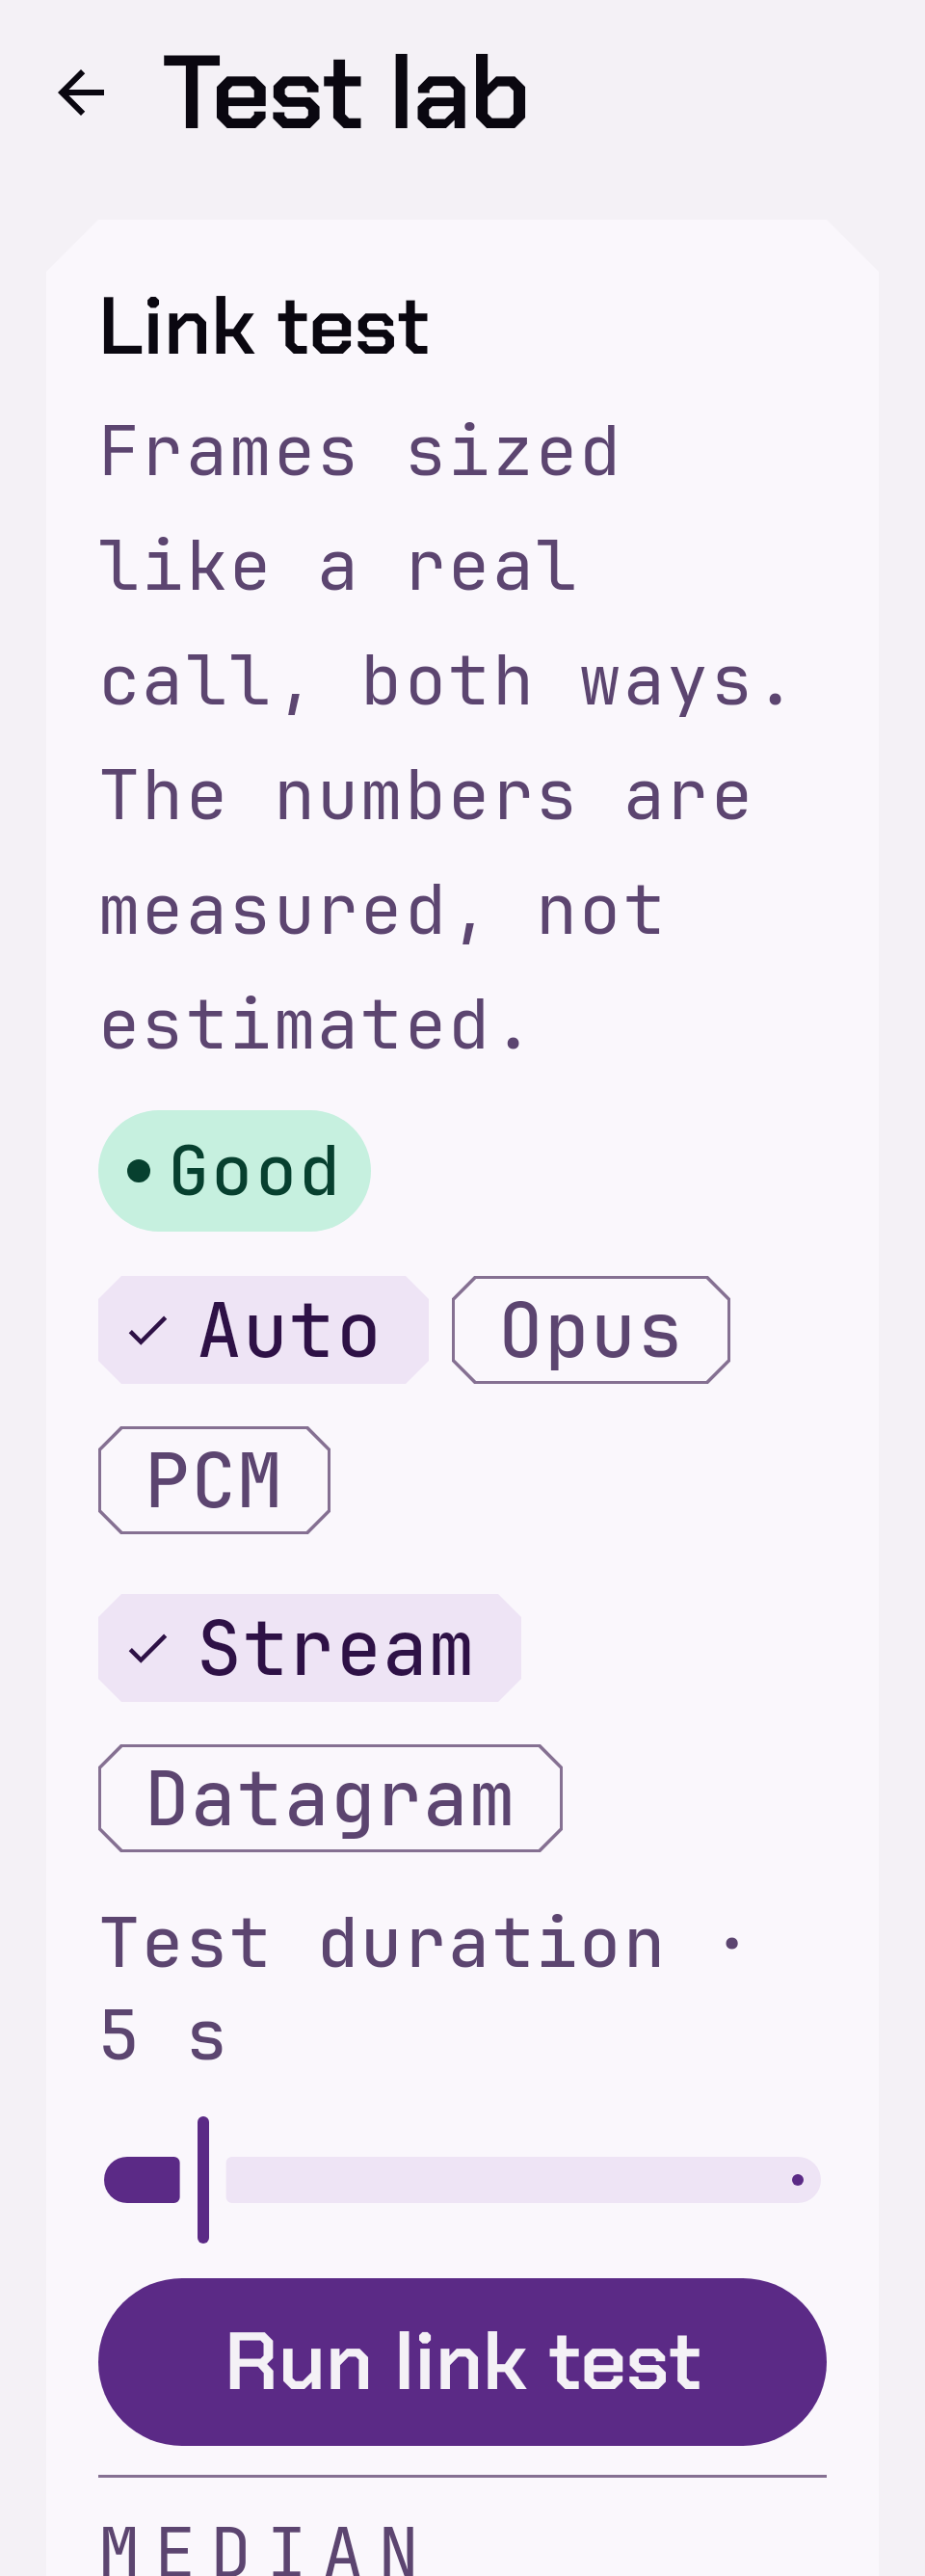 Test lab
Link test
Frames sized
like a real
call, both ways.
The numbers are
measured, not
estimated.
Good
Auto
Opus
PCM
Stream
Datagram
Test duration ·
5 s
Run link test
MEDIAN